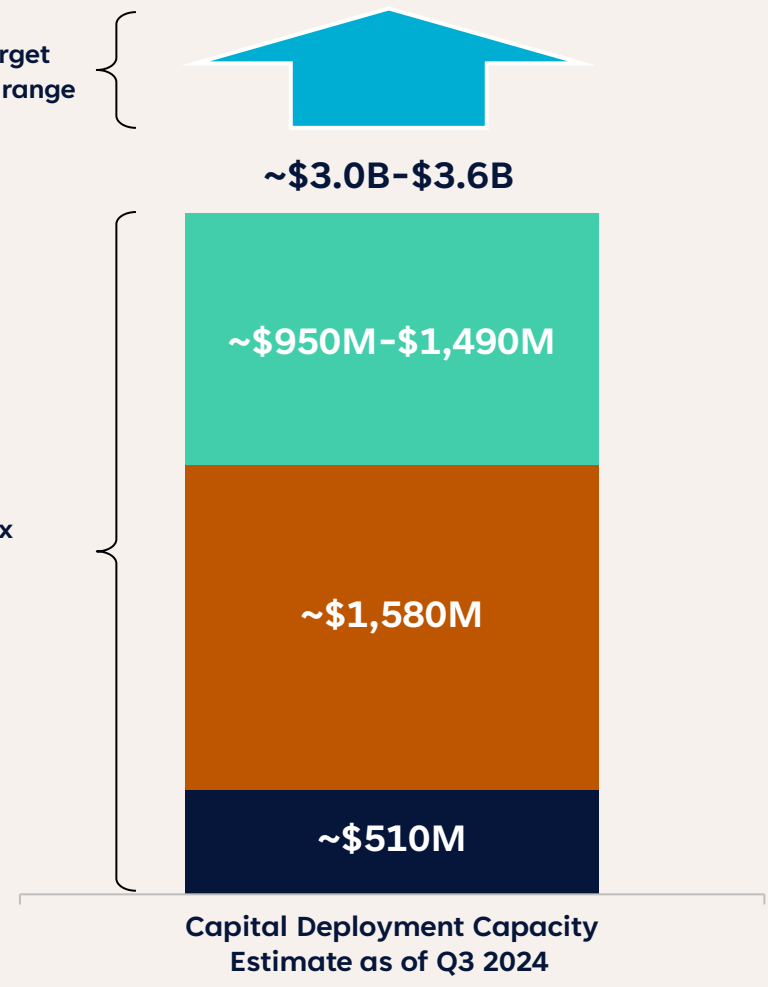 rget
range
~$3.0B–$3.6B
~$950M–$1,490M
x
~$1,580M
~$510M
Capital Deployment Capacity
Estimate as of Q3 2024